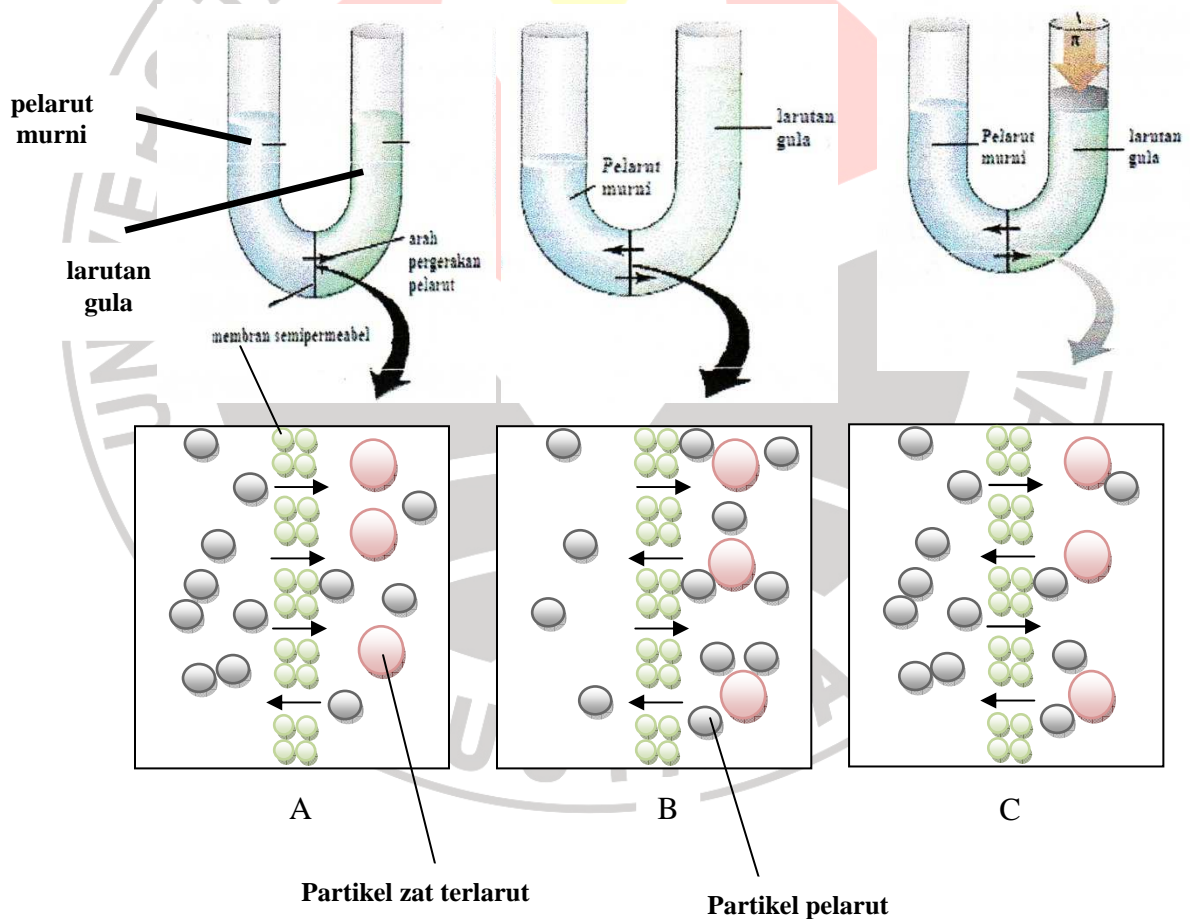 pelarut
murni
larutan
gula
arah
pergerakan
pelarut
membran semipermeabel
Pelarut
murni
larutan
gula
π
Pelarut
murni
larutan
gula
A
B
C
Partikel zat terlarut
Partikel pelarut